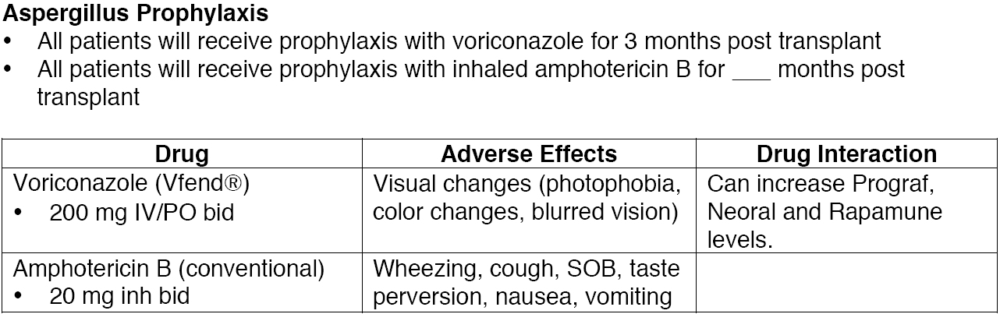 Aspergillus Prophylaxis
• All patients will receive prophylaxis with voriconazole for 3 months post transplant
• All patients will receive prophylaxis with inhaled amphotericin B for ___ months post
transplant
Drug
Adverse Effects
Drug Interaction
Voriconazole (Vfend®)
• 200 mg IV/PO bid
Visual changes (photophobia,
color changes, blurred vision)
Can increase Prograf,
Neoral and Rapamune
levels.
Amphotericin B (conventional)
• 20 mg inh bid
Wheezing, cough, SOB, taste
perversion, nausea, vomiting